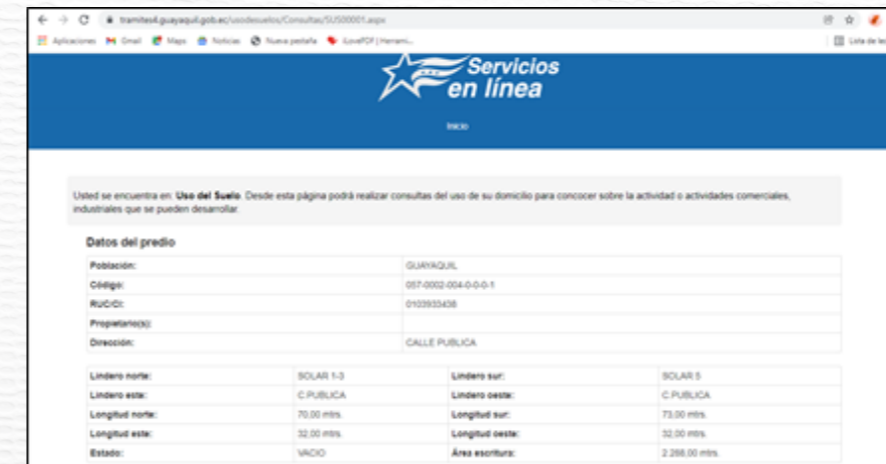 tramites4.guayaquil.gob.ec/usodesuelos/Consultas/SUS00001.aspx
Aplicaciones Gmail Maps Noticias Nueva pestaña iLovePDF | Herrami... Lista de lec
Servicios
en línea
Inicio
Usted se encuentra en: Uso del Suelo. Desde esta página podrá realizar consultas del uso de su domicilio para concocer sobre la actividad o actividades comerciales,
industriales que se pueden desarrollar.
Datos del predio
Población: GUAYAQUIL
Código: 057-0002-004-0-0-0-1
RUC/CI: 0103933438
Propietario(s):
Dirección: CALLE PUBLICA
Lindero norte: SOLAR 1-3 Lindero sur: SOLAR 5
Lindero este: C.PUBLICA Lindero oeste: C.PUBLICA
Longitud norte: 70,00 mtrs. Longitud sur: 73,00 mtrs.
Longitud este: 32,00 mtrs. Longitud oeste: 32,00 mtrs.
Estado: VACIO Área escritura: 2.288,00 mtrs.